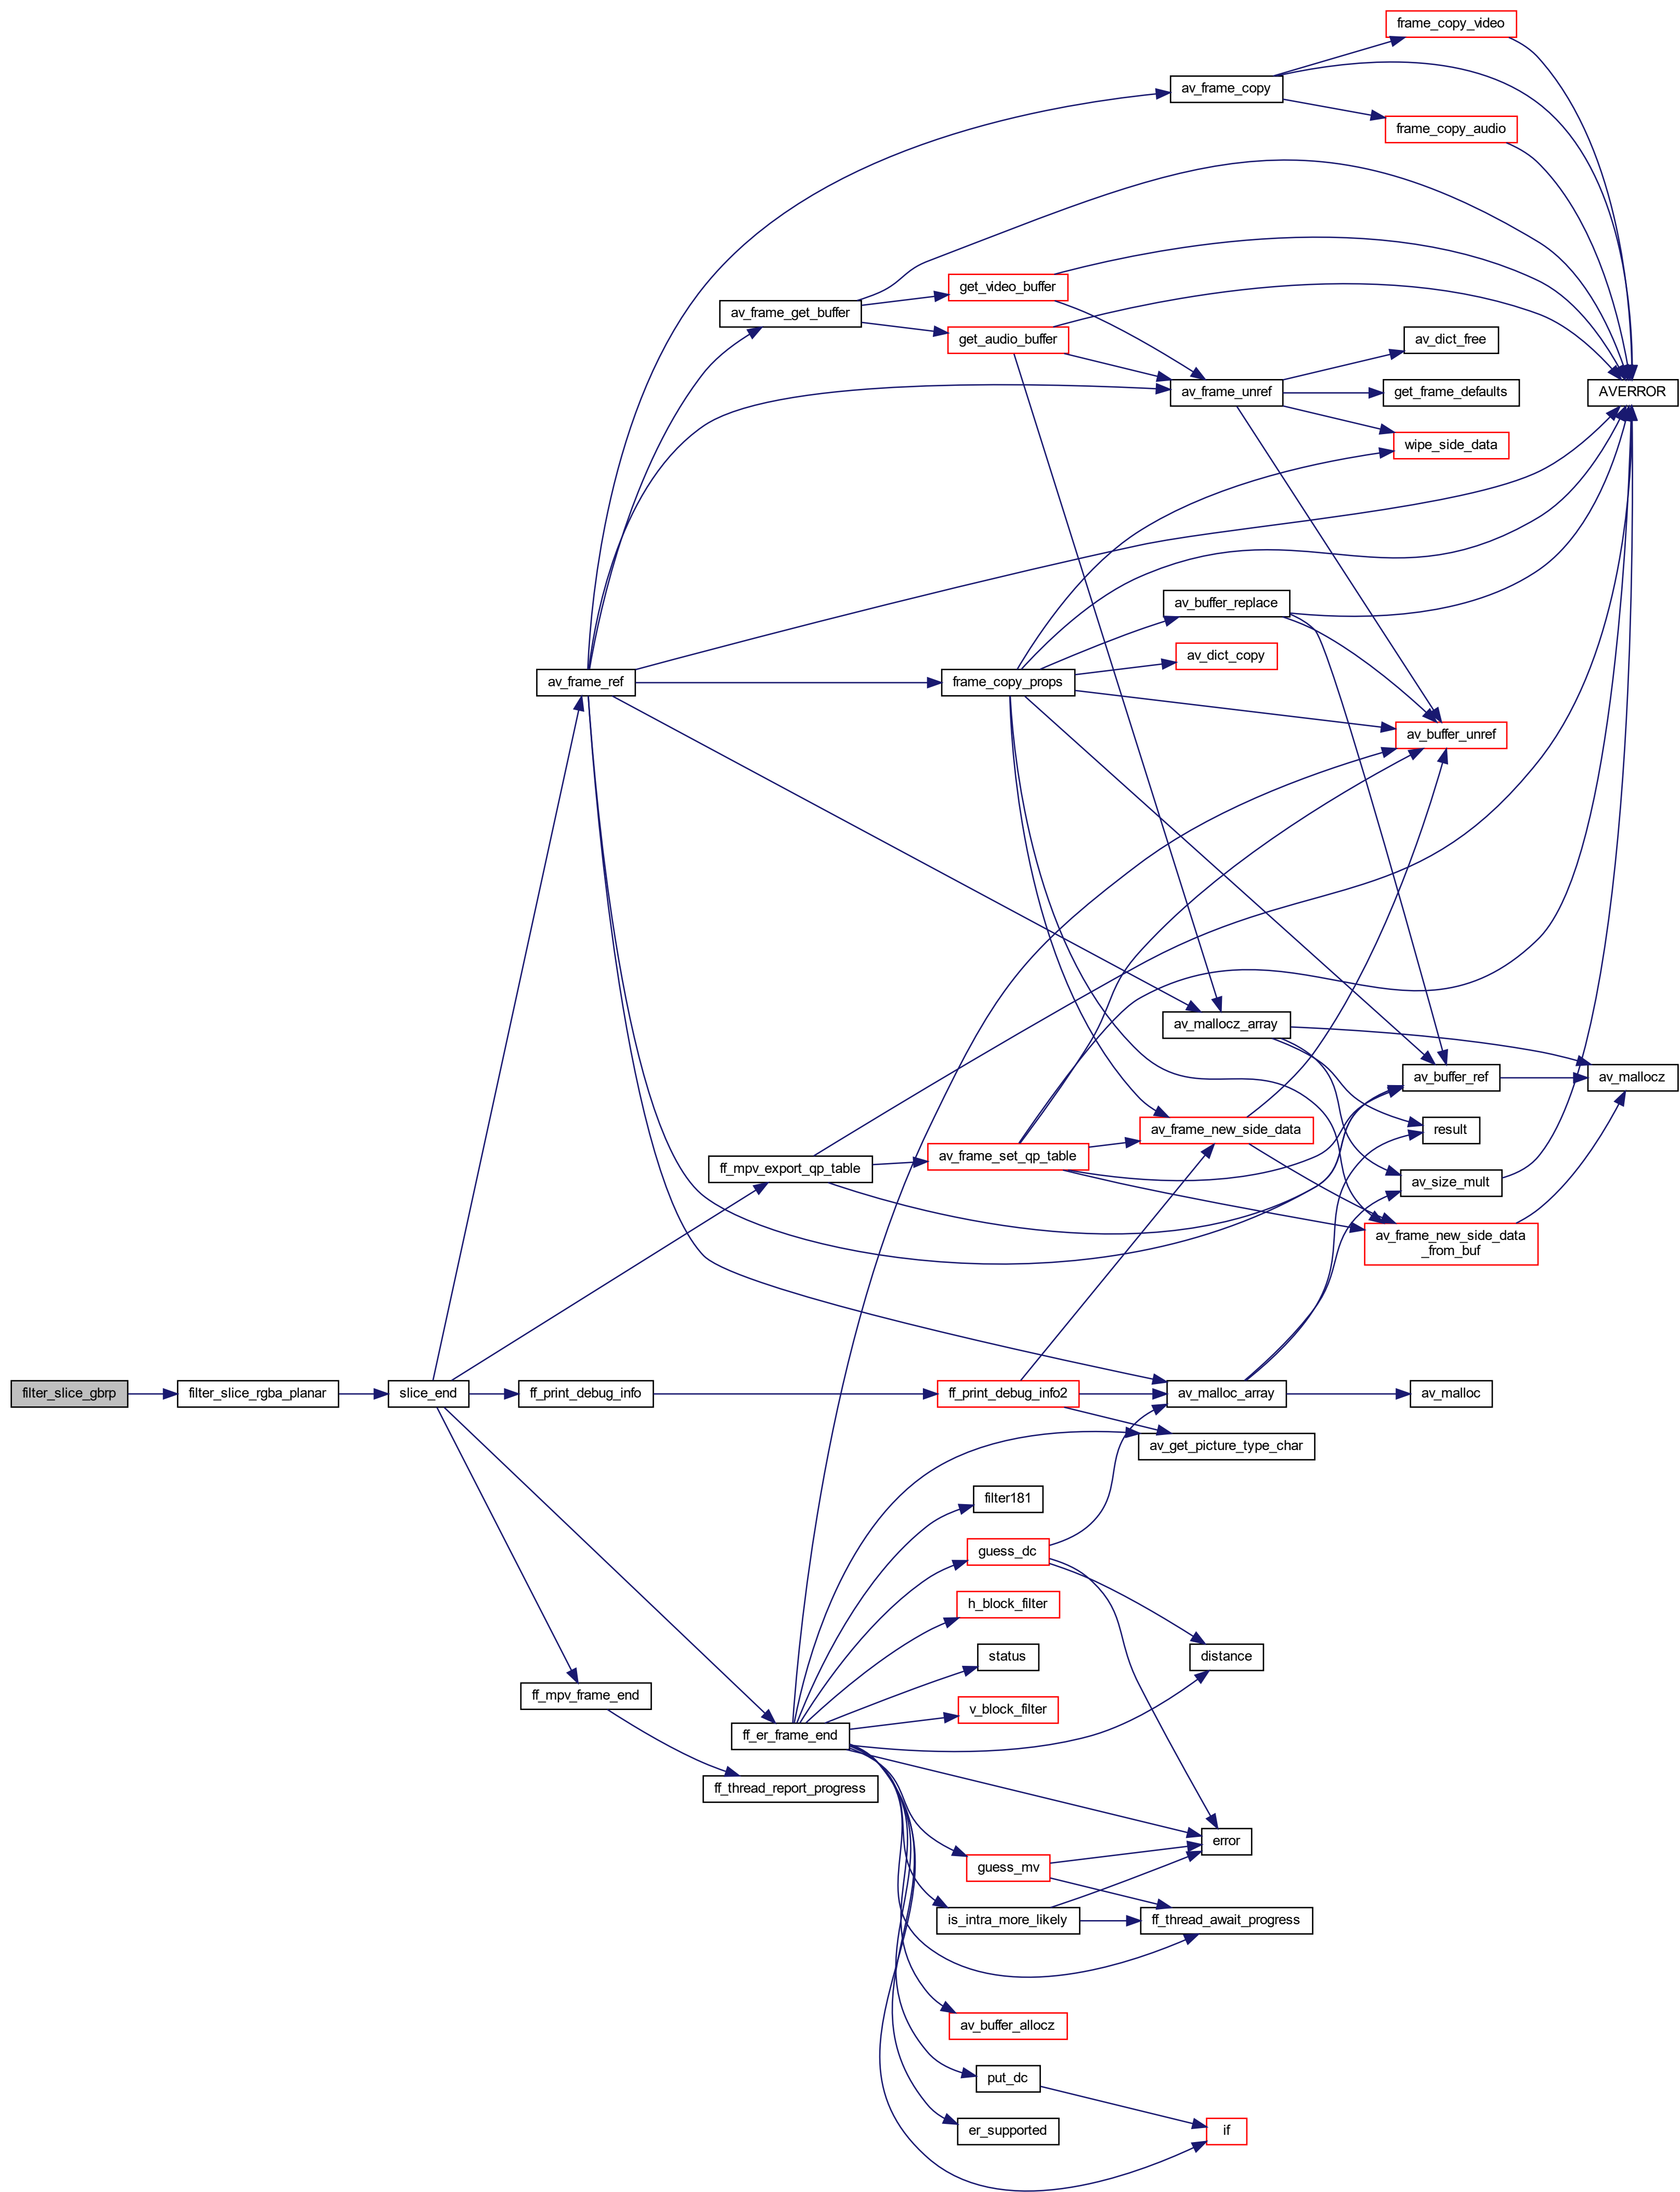 frame_copy_video
av_frame_copy
frame_copy_audio
get_video_buffer
av_frame_get_buffer
get_audio_buffer
av_dict_free
av_frame_unref
get_frame_defaults
AVERROR
wipe_side_data
av_buffer_replace
av_dict_copy
av_frame_ref
frame_copy_props
av_buffer_unref
av_mallocz_array
av_buffer_ref
av_mallocz
av_frame_new_side_data
result
ff_mpv_export_qp_table
av_frame_set_qp_table
av_size_mult
av_frame_new_side_data
_from_buf
filter_slice_gbrp
filter_slice_rgba_planar
slice_end
ff_print_debug_info
ff_print_debug_info2
av_malloc_array
av_malloc
av_get_picture_type_char
filter181
guess_dc
h_block_filter
status
distance
ff_mpv_frame_end
v_block_filter
ff_er_frame_end
ff_thread_report_progress
error
guess_mv
is_intra_more_likely
ff_thread_await_progress
av_buffer_allocz
put_dc
er_supported
if